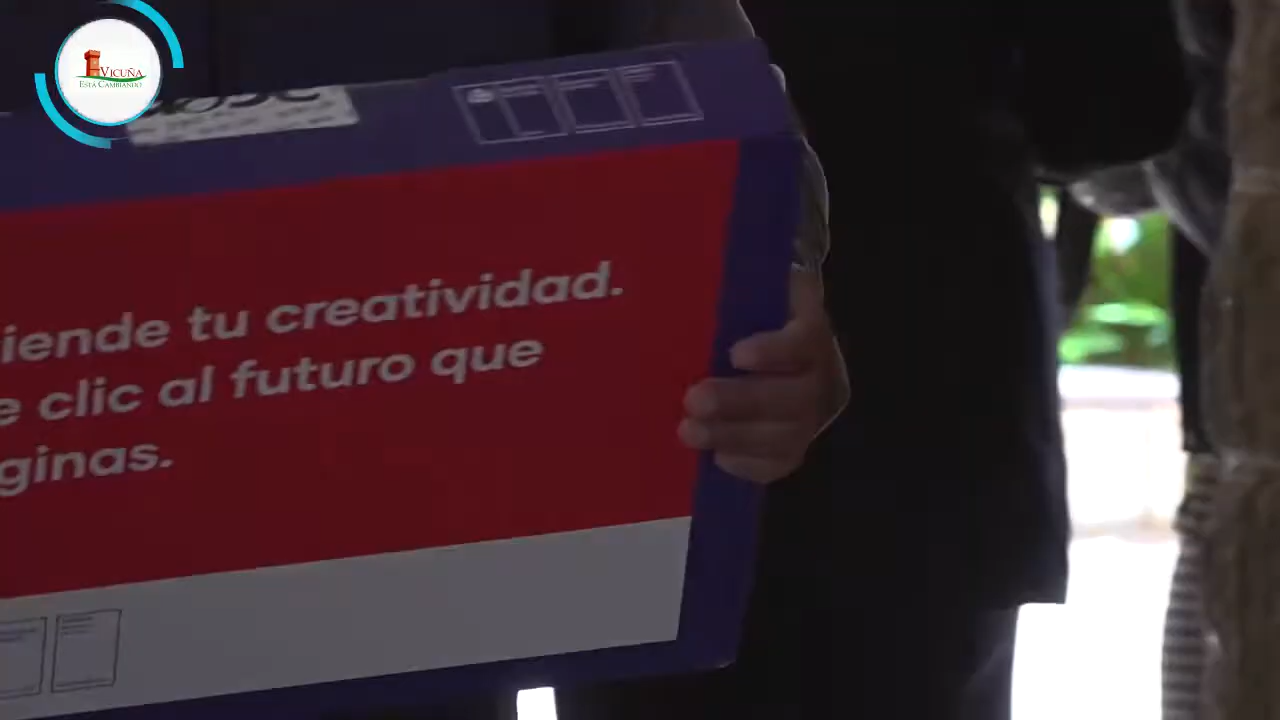 VICUÑA
ESTÁ CAMBIANDO
iende tu creatividad.
e clic al futuro que
ginas.